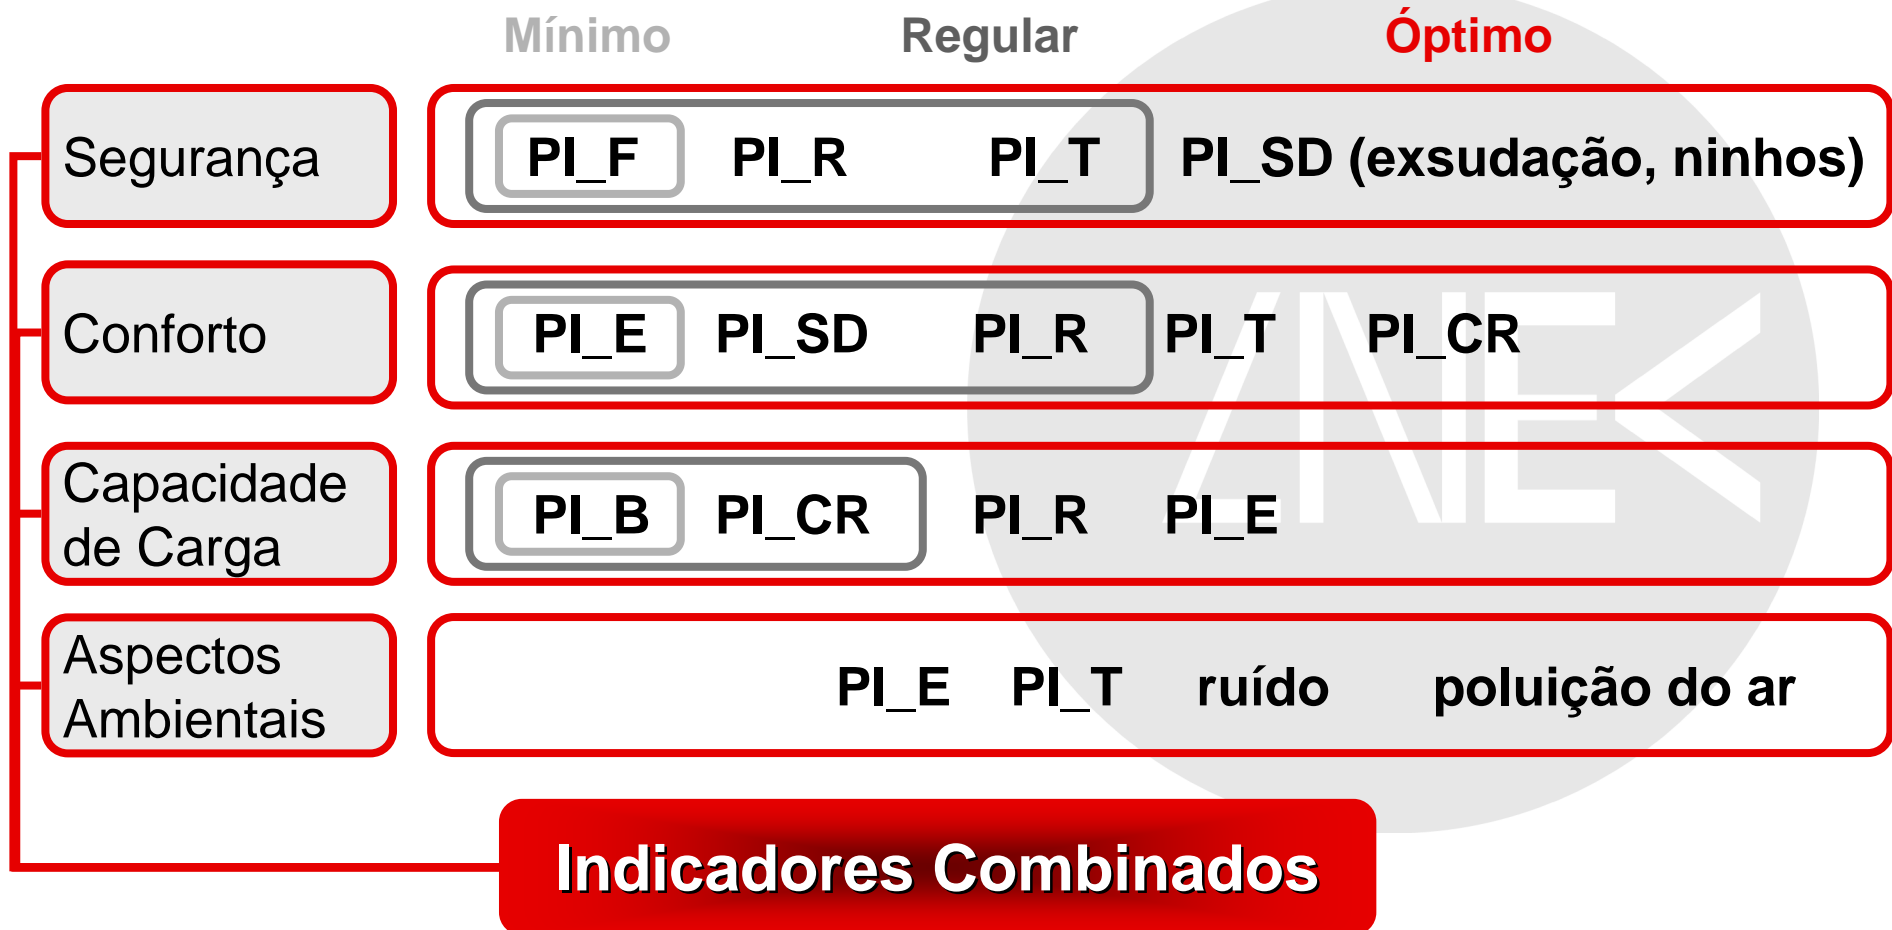 Mínimo Regular Óptimo
Segurança PI_F PI_R PI_T PI_SD (exsudação, ninhos)
Conforto PI_E PI_SD PI_R PI_T PI_CR
Capacidade
de Carga PI_B PI_CR PI_R PI_E
Aspectos
Ambientais PI_E PI_T ruído poluição do ar
Indicadores Combinados